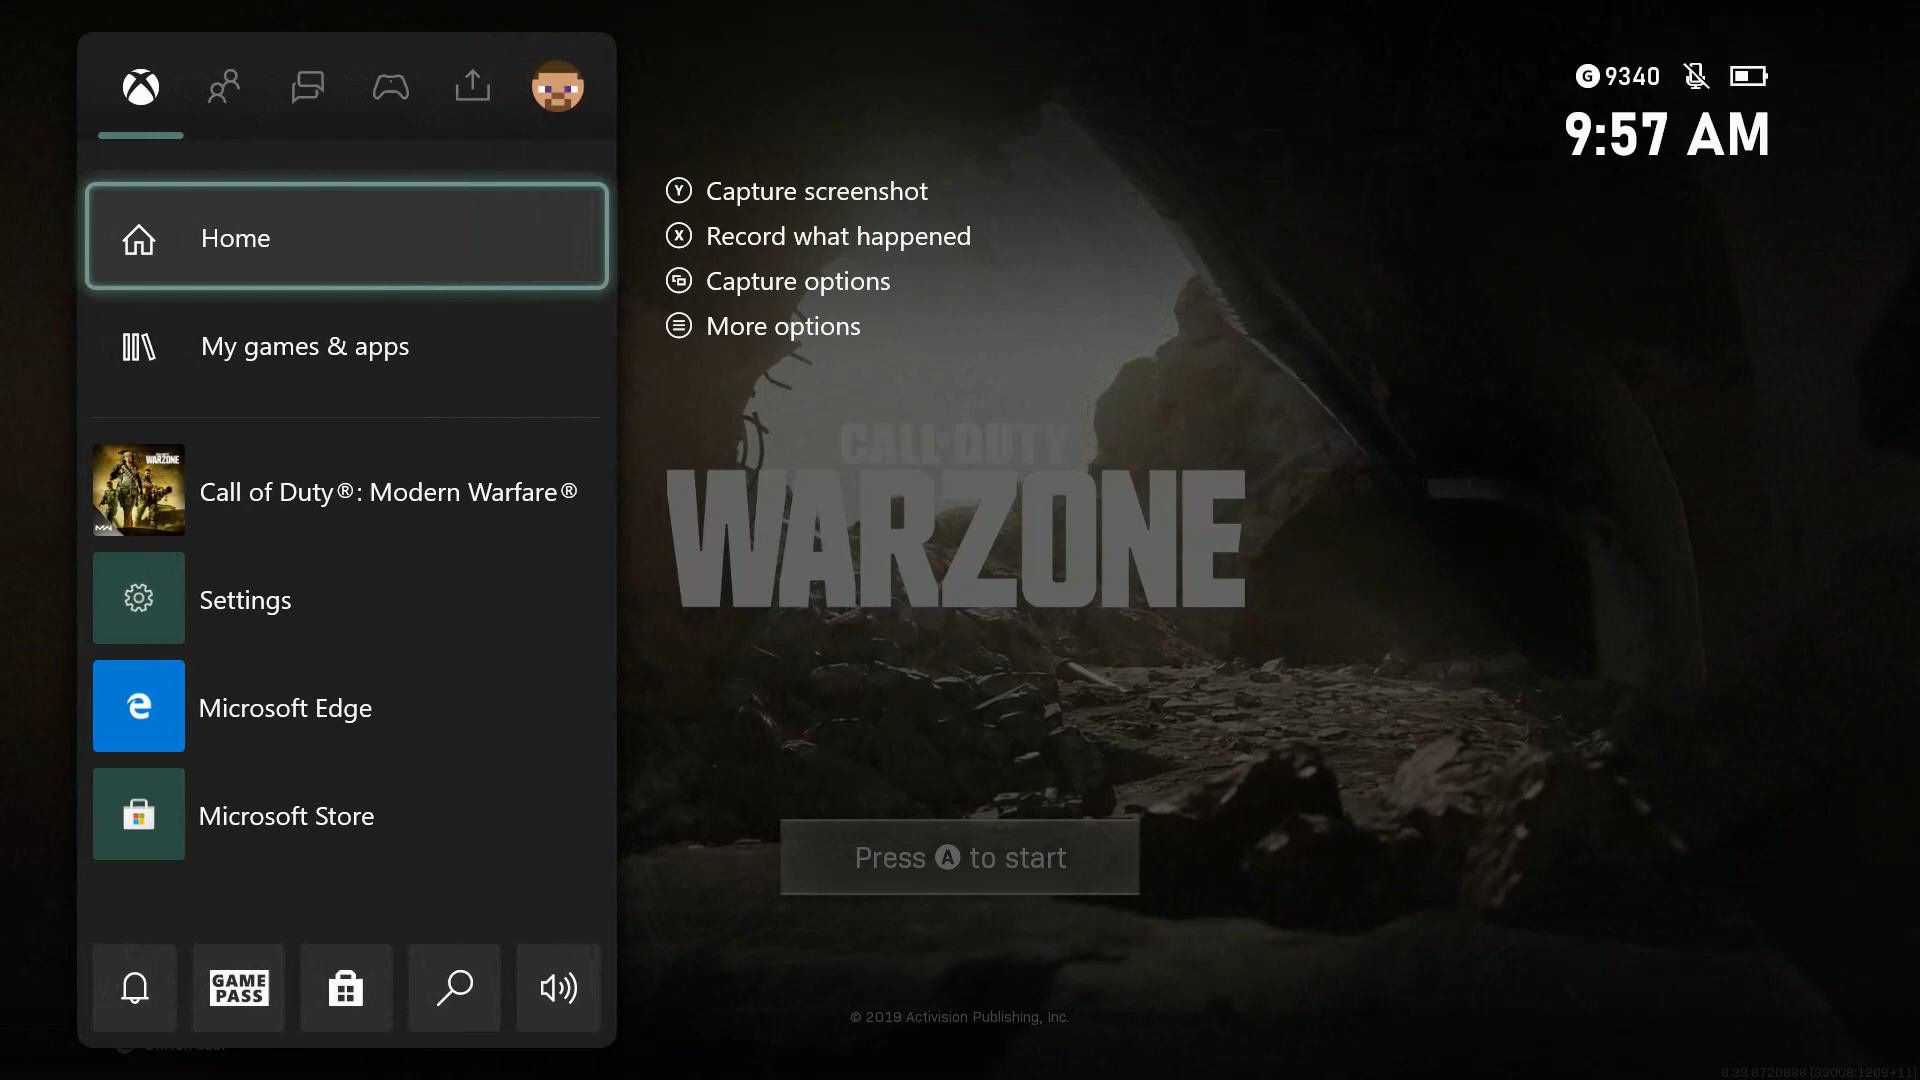 G 9340
9:57 AM
Y Capture screenshot
X Record what happened
Capture options
More options
Home
My games & apps
WARZONE
Call of Duty®: Modern Warfare®
Settings
Microsoft Edge
Microsoft Store
GAME
PASS
CALL OF DUTY
WARZONE
Press A to start
© 2019 Activision Publishing, Inc.